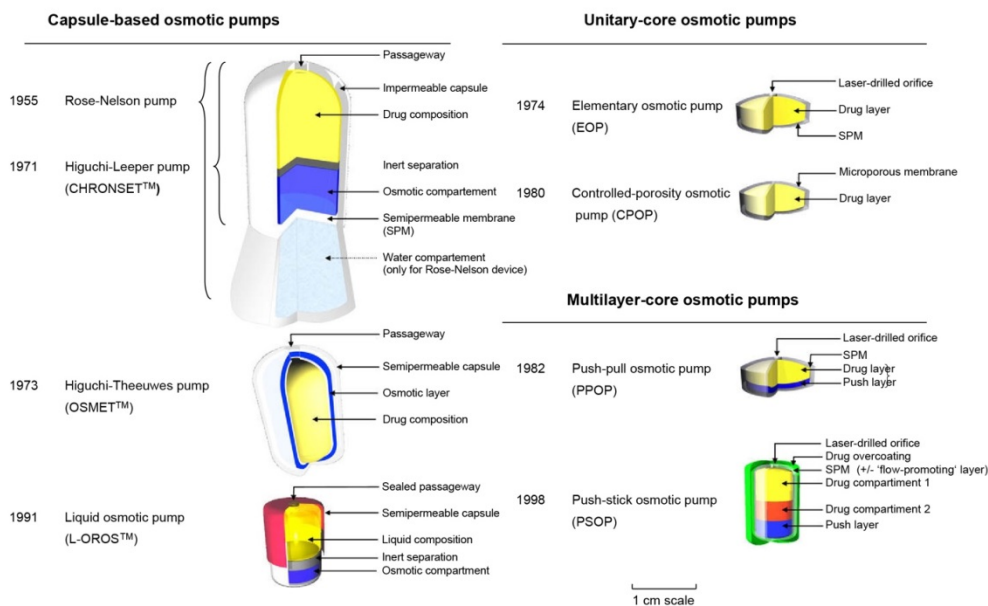 Capsule-based osmotic pumps
Passageway
Impermeable capsule
1955 Rose-Nelson pump
Drug composition
1971 Higuchi-Leeper pump
(CHRONSET™)
Inert separation
Osmotic compartement
Semipermeable membrane
(SPM)
Water compartement
(only for Rose-Nelson device)
Passageway
1973 Higuchi-Theeuwes pump
(OSMET™)
Semipermeable capsule
Osmotic layer
Drug composition
Sealed passageway
1991 Liquid osmotic pump
(L-OROS™)
Semipermeable capsule
Liquid composition
Inert separation
Osmotic compartment
Unitary-core osmotic pumps
Laser-drilled orifice
1974 Elementary osmotic pump
(EOP)
Drug layer
SPM
Microporous membrane
1980 Controlled-porosity osmotic
pump (CPOP)
Drug layer
Multilayer-core osmotic pumps
Laser-drilled orifice
SPM
1982 Push-pull osmotic pump
(PPOP)
Drug layer
Push layer
Laser-drilled orifice
Drug overcoating
SPM (+/- 'flow-promoting' layer)
Drug compartment 1
1998 Push-stick osmotic pump
(PSOP)
Drug compartment 2
Push layer
1 cm scale